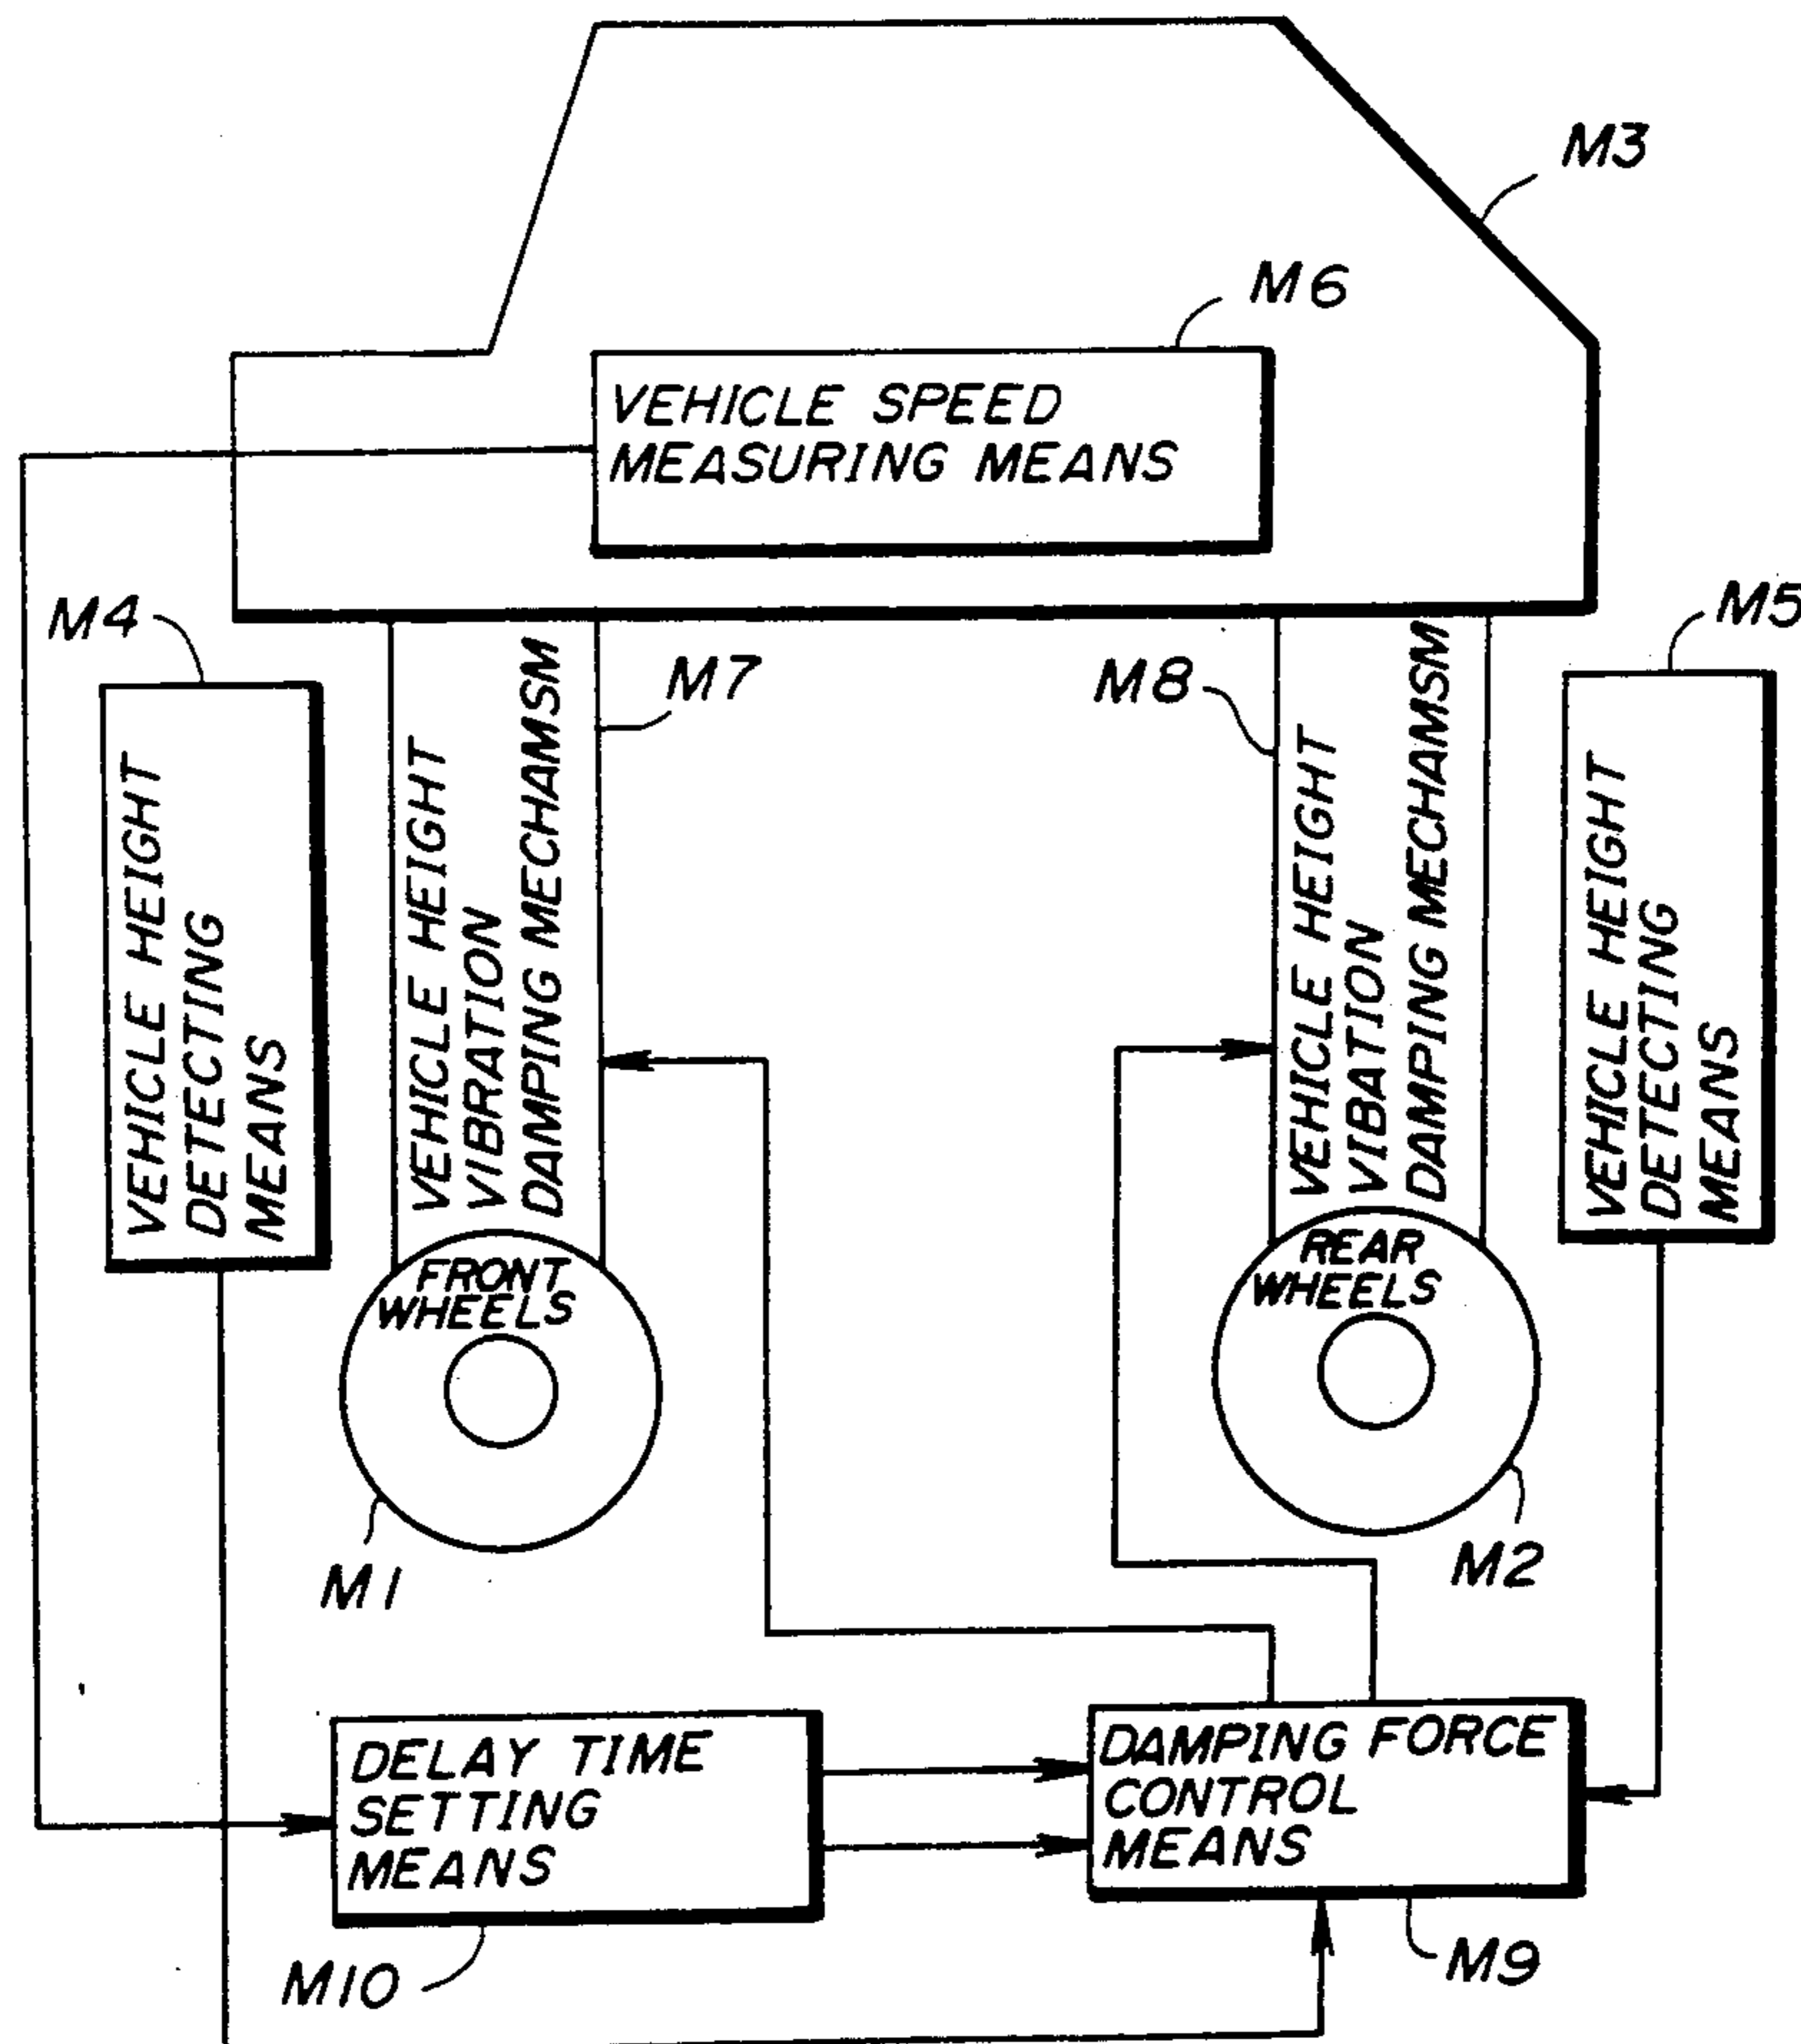 M3
M6
VEHICLE SPEED
MEASURING MEANS
M4
M5
M7
M8
VEHICLE HEIGHT
DETECTING
MEANS
VEHICLE HEIGHT
VIBRATION
DAMPING MECHAMSM
VEHICLE HEIGHT
VIBATION
DAMPING MECHAMSM
VEHICLE HEIGHT
DETECTING
MEANS
FRONT
WHEELS
REAR
WHEELS
M1
M2
DELAY TIME
SETTING
MEANS
DAMPING FORCE
CONTROL
MEANS
M10
M9